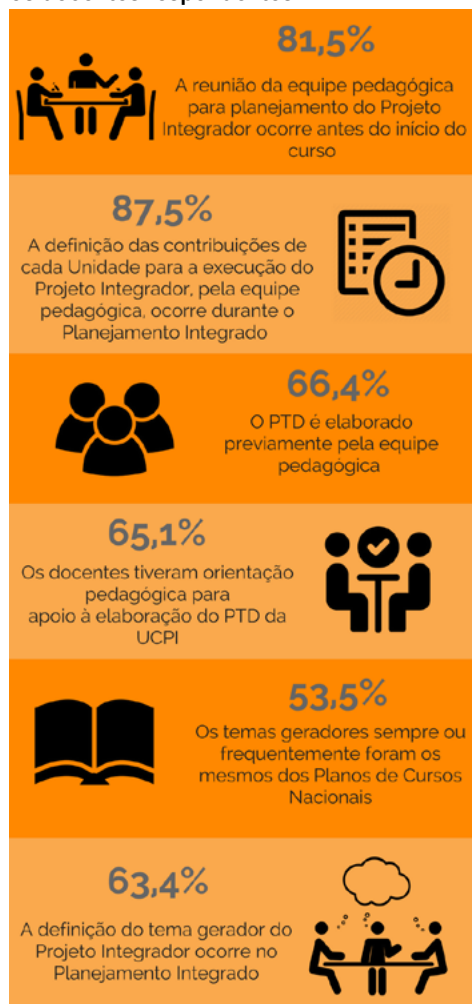 81,5%
A reunião da equipe pedagógica
para planejamento do Projeto
Integrador ocorre antes do início do
curso
87,5%
A definição das contribuições de
cada Unidade para a execução do
Projeto Integrador, pela equipe
pedagógica, ocorre durante o
Planejamento Integrado
66,4%
O PTD é elaborado
previamente pela equipe
pedagógica
65,1%
Os docentes tiveram orientação
pedagógica para
apoio à elaboração do PTD da
UCPI
53,5%
Os temas geradores sempre ou
frequentemente foram os
mesmos dos Planos de Cursos
Nacionais
63,4%
A definição do tema gerador do
Projeto Integrador ocorre no
Planejamento Integrado